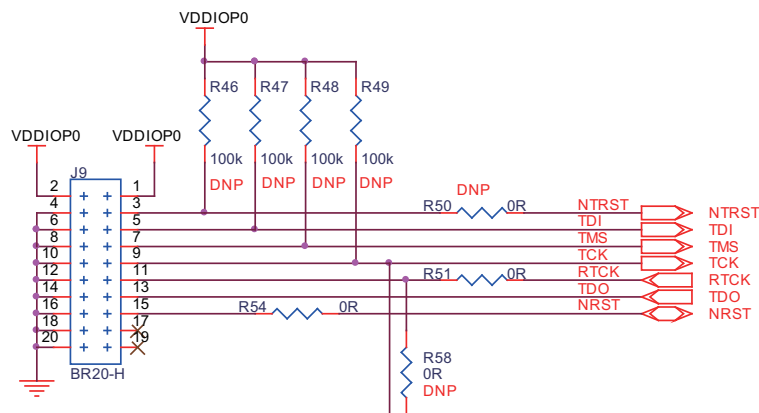 VDDIOP0
R46 R47 R48 R49
VDDIOP0 VDDIOP0
100k 100k 100k 100k
J9
DNP DNP DNP DNP
DNP
2 1
4 3 R50 0R NTRST NTRST
6 5 TDI TDI
8 7 TMS TMS
10 9 TCK TCK
12 11 R51 0R RTCK RTCK
14 13 TDO TDO
16 15 R54 0R NRST NRST
18 17
20 19
R58
BR20-H 0R
DNP